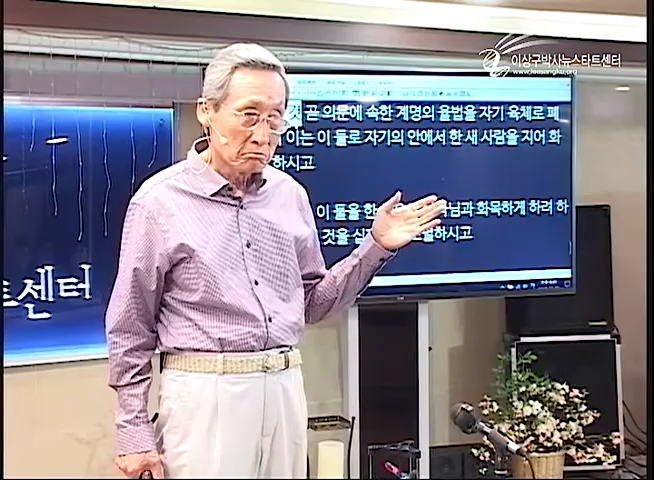 이상구박사뉴스타트센터
www.leesangku.org
것 곧 의문에 속한 계명의 율법을 자기 육체로 폐
이는 이 둘로 자기의 안에서 한 새 사람을 지어 화
하시고
이 둘을 한
님과 화목하게 하려 하
것을
하시고
센터